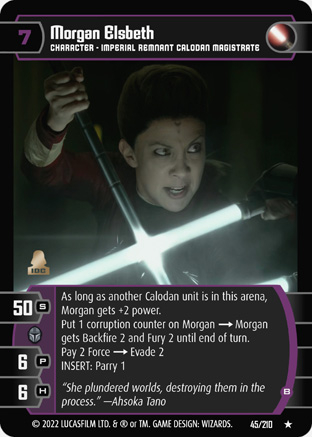 7
Morgan Elsbeth
CHARACTER - IMPERIAL REMNANT CALODAN MAGISTRATE
IDC
50 S
As long as another Calodan unit is in this arena,
Morgan gets +2 power.
Put 1 corruption counter on Morgan → Morgan
gets Backfire 2 and Fury 2 until end of turn.
6 P
Pay 2 Force → Evade 2
INSERT: Parry 1
6 H
“She plundered worlds, destroying them in the
process.” —Ahsoka Tano
B
© 2022 LUCASFILM LTD. & ® or TM. GAME DESIGN: WIZARDS. 45/210 ★